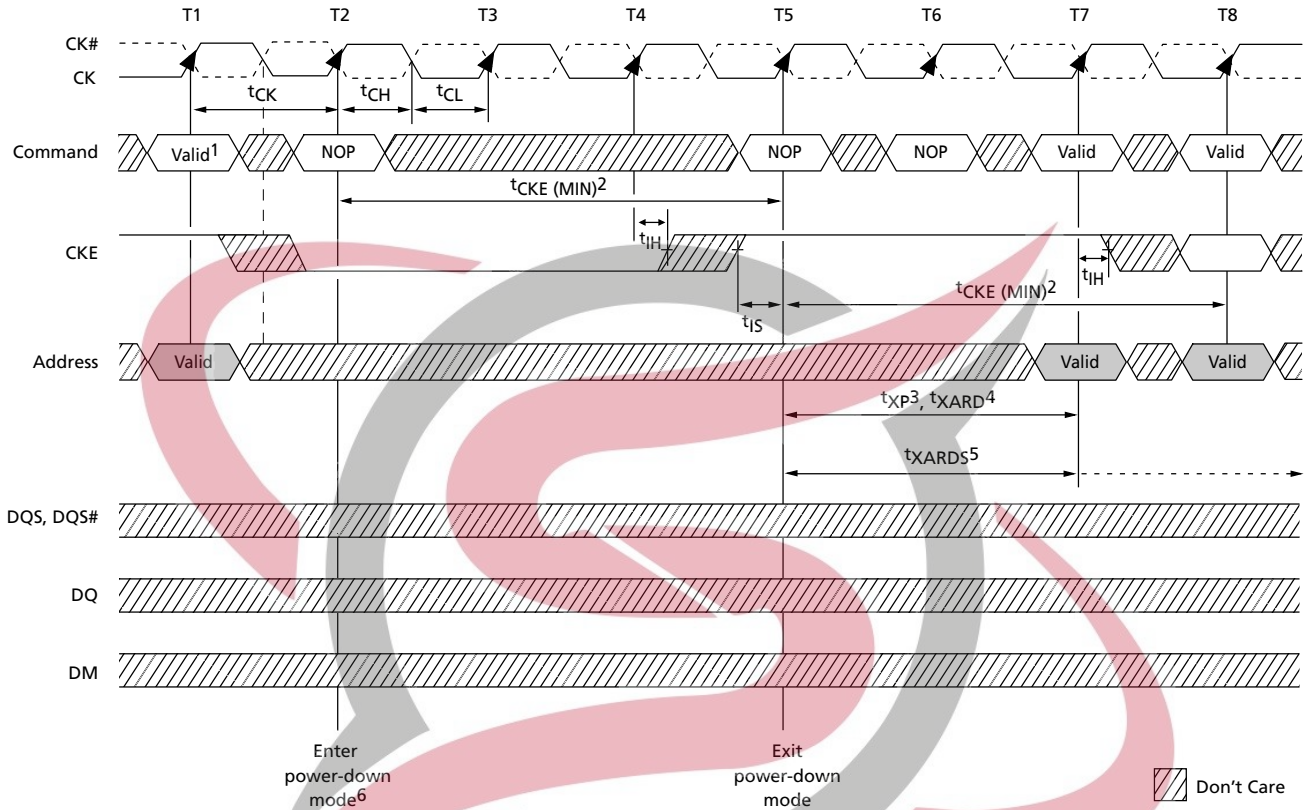 T1 T2 T3 T4 T5 T6 T7 T8
CK#
CK
tCK tCH tCL
Command Valid1 NOP NOP NOP Valid Valid
tCKE (MIN)2
CKE tIH tIH
tCKE (MIN)2
tIS
Address Valid Valid Valid
tXP3, tXARD4
tXARDS5
DQS, DQS#
DQ
DM
Enter
power-down
mode6
Exit
power-down
mode
Don't Care